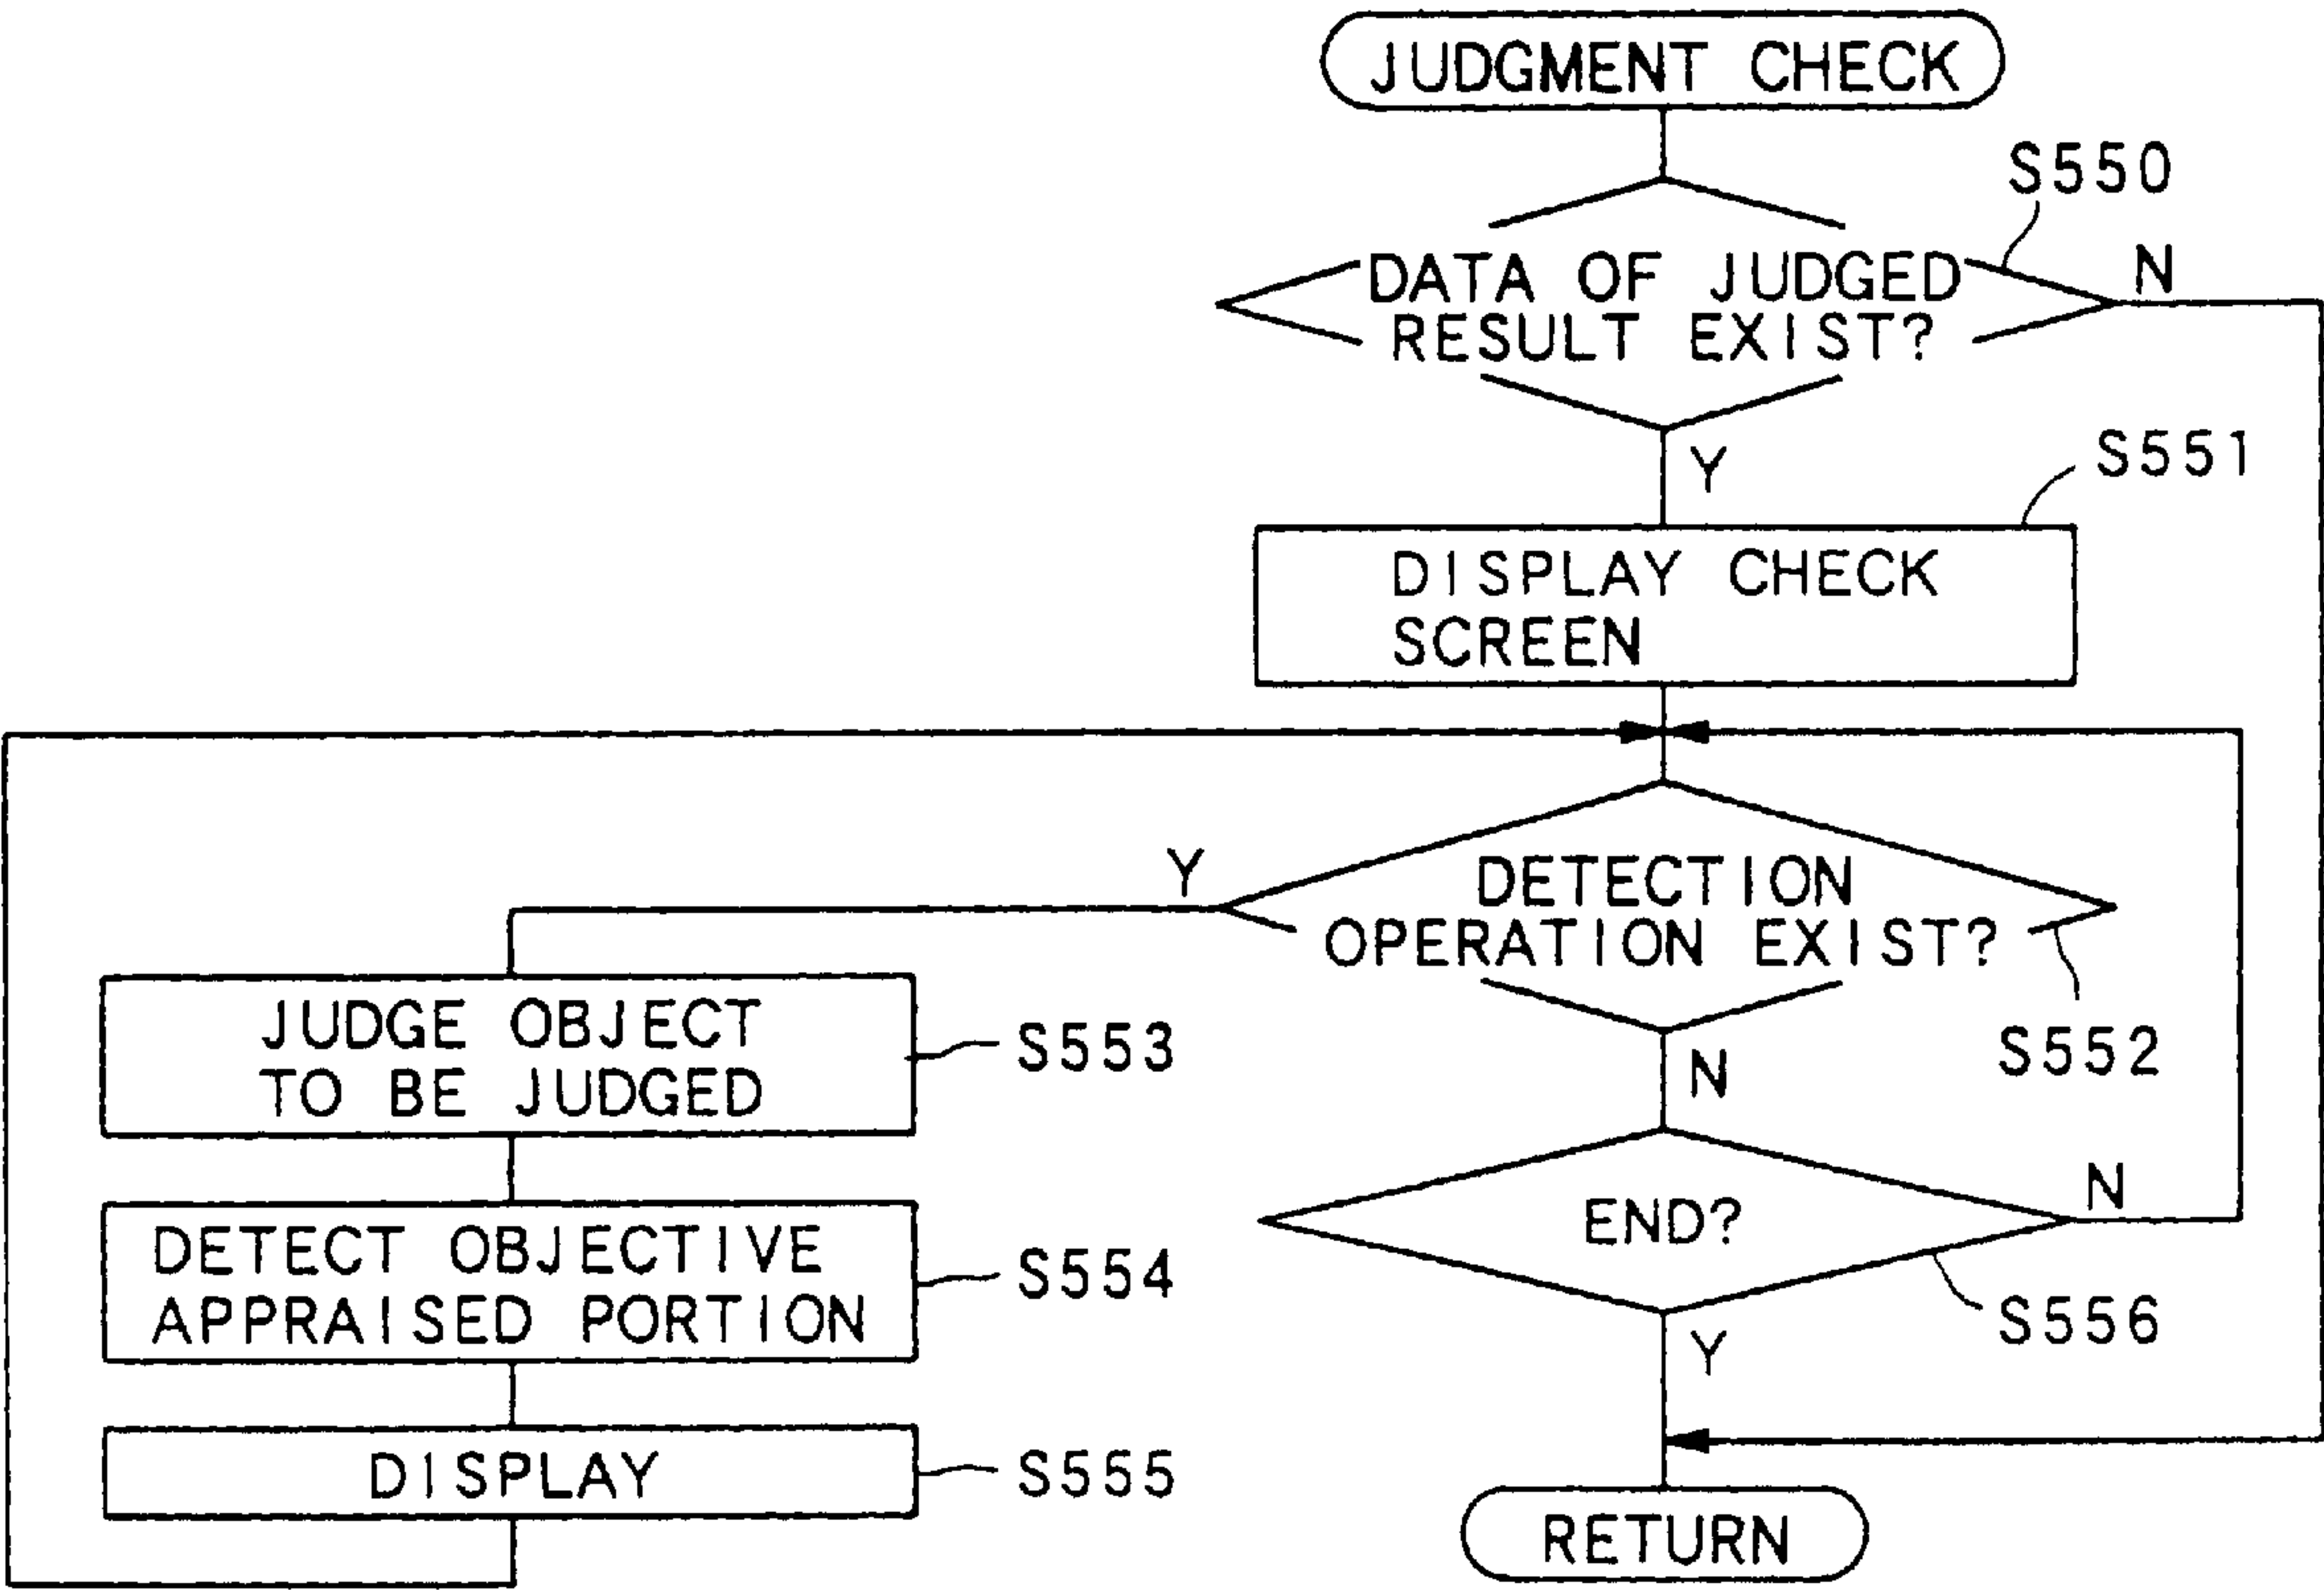 JUDGMENT CHECK
S550
DATA OF JUDGED
RESULT EXIST?
N
Y
S551
DISPLAY CHECK
SCREEN
Y
DETECTION
OPERATION EXIST?
S552
N
JUDGE OBJECT
TO BE JUDGED
S553
DETECT OBJECTIVE
APPRAISED PORTION
S554
DISPLAY
S555
END?
N
S556
Y
RETURN